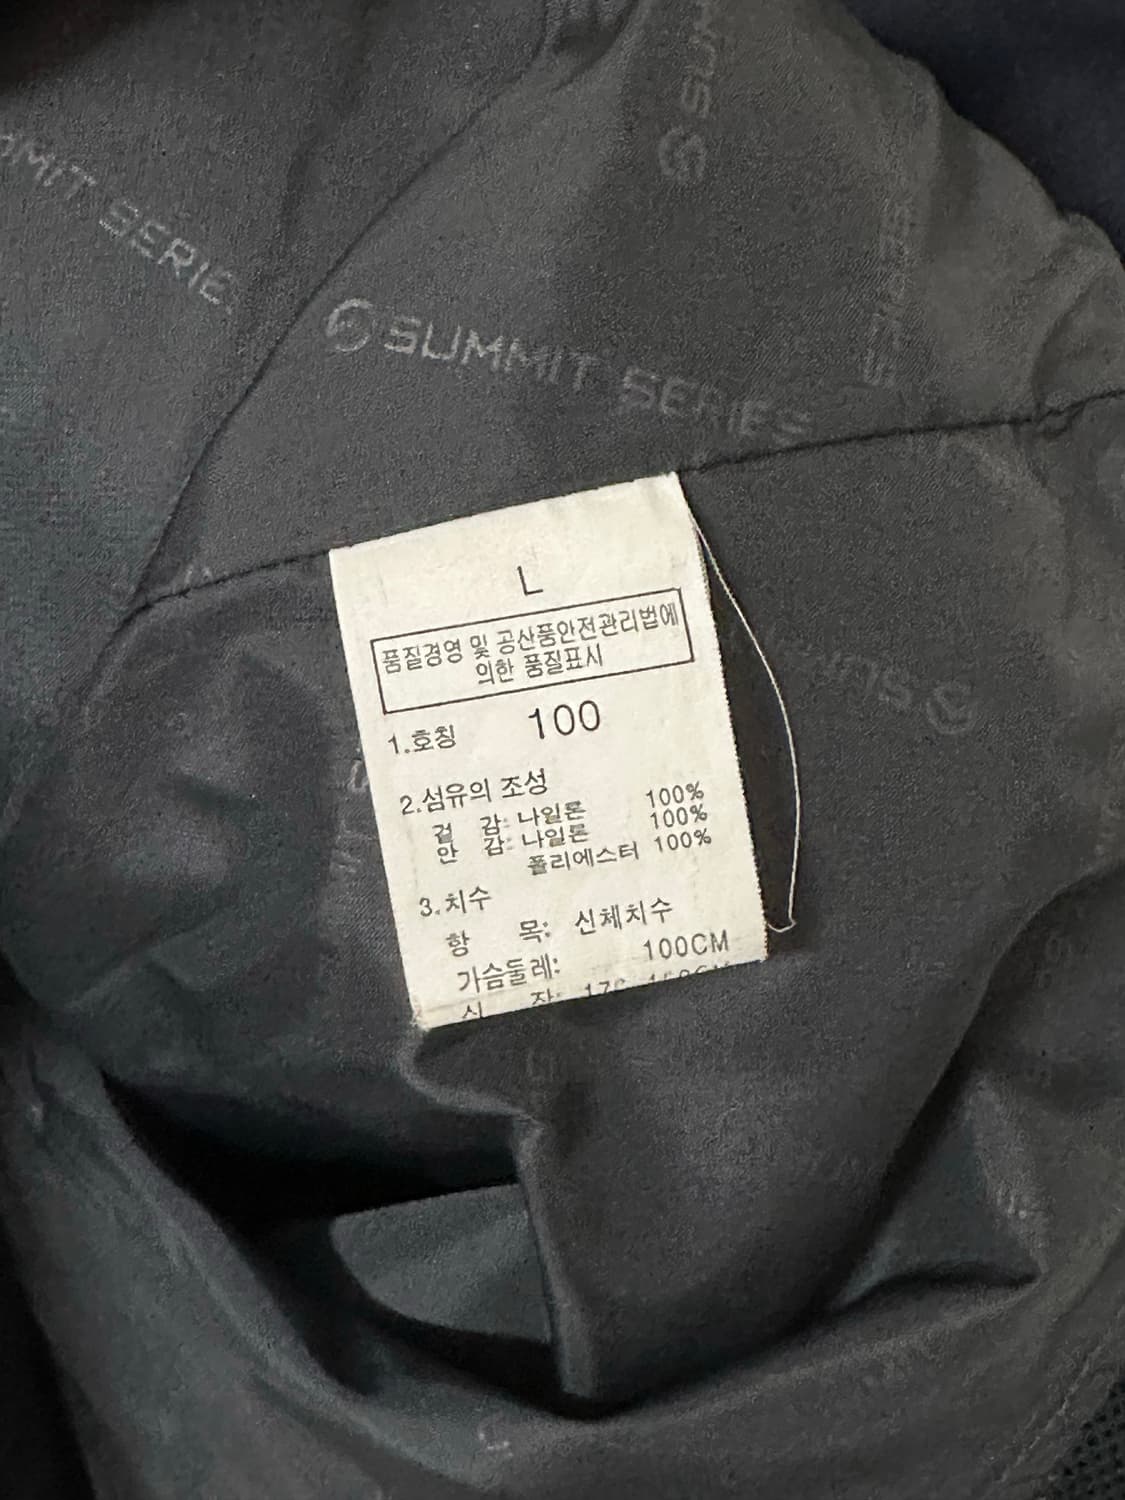 SUMMIT SERIES
SUMMIT SERIES
L
품질경영 및 공산품안전관리법에
의한 품질표시
1.호칭 100
2.섬유의 조성
겉 감: 나일론 100%
안 감: 나일론 100%
폴리에스터 100%
3.치수
항 목: 신체치수
가슴둘레: 100CM